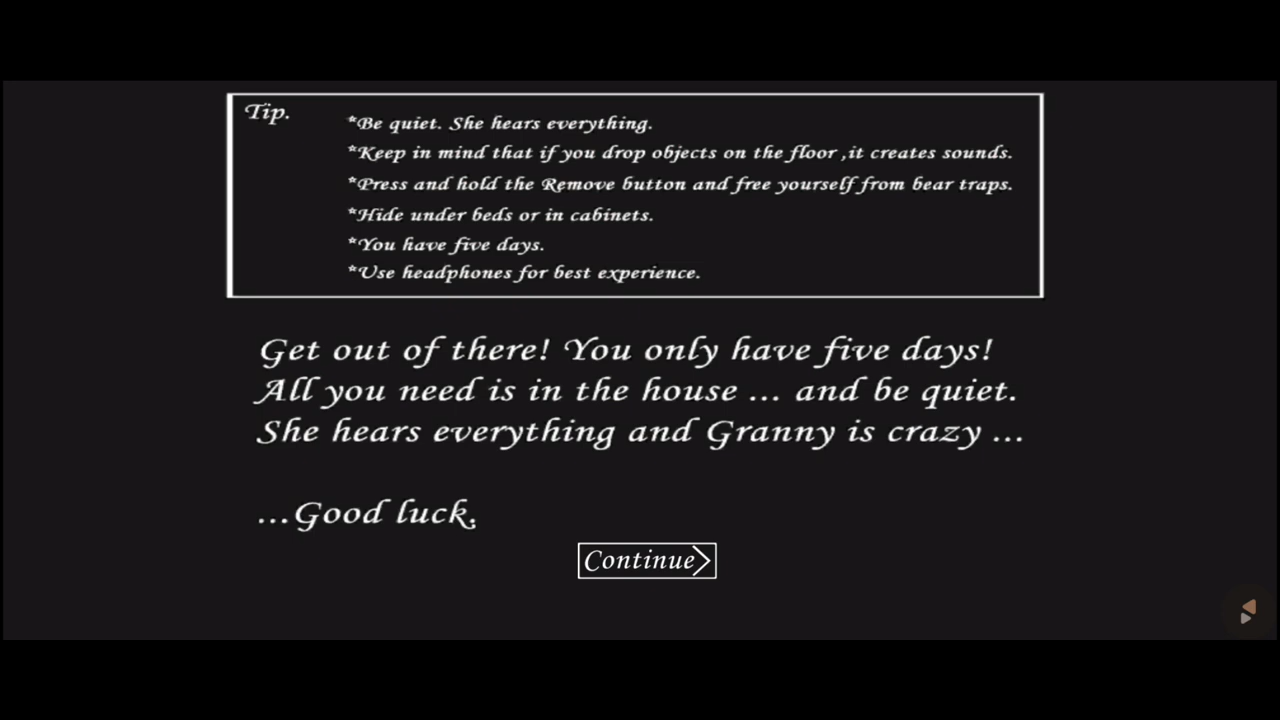 Tip.
*Be quiet. She hears everything.
*Keep in mind that if you drop objects on the floor ,it creates sounds.
*Press and hold the Remove button and free yourself from bear traps.
*Hide under beds or in cabinets.
*You have five days.
*Use headphones for best experience.
Get out of there! You only have five days!
All you need is in the house ... and be quiet.
She hears everything and Granny is crazy ...
...Good luck.
Continue